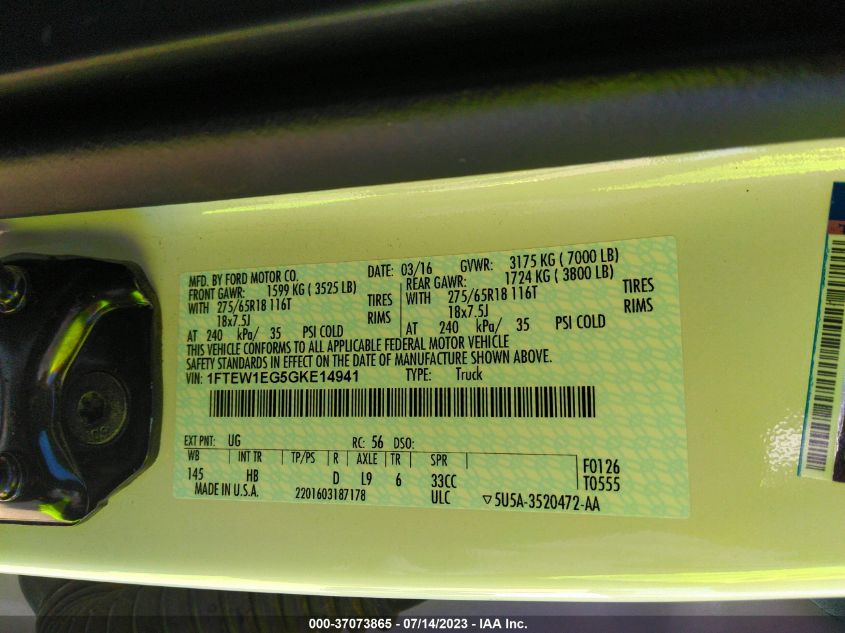 MFD. BY FORD MOTOR CO. DATE: 03/16 GVWR: 3175 KG ( 7000 LB)
FRONT GAWR: 1599 KG ( 3525 LB) REAR GAWR: 1724 KG ( 3800 LB)
WITH 275/65R18 116T TIRES WITH 275/65R18 116T TIRES
18x7.5J RIMS 18x7.5J RIMS
AT 240 kPa/ 35 PSI COLD AT 240 kPa/ 35 PSI COLD
THIS VEHICLE CONFORMS TO ALL APPLICABLE FEDERAL MOTOR VEHICLE
SAFETY STANDARDS IN EFFECT ON THE DATE OF MANUFACTURE SHOWN ABOVE.
VIN: 1FTEW1EG5GKE14941 TYPE: Truck
EXT PNT: UG RC: 56 DSO:
WB INT TR TP/PS R AXLE TR SPR F0126
145 HB D L9 6 33CC T0555
MADE IN U.S.A. 2201603187178 ULC ▽5U5A-3520472-AA
000-37073865 - 07/14/2023 - IAA Inc.